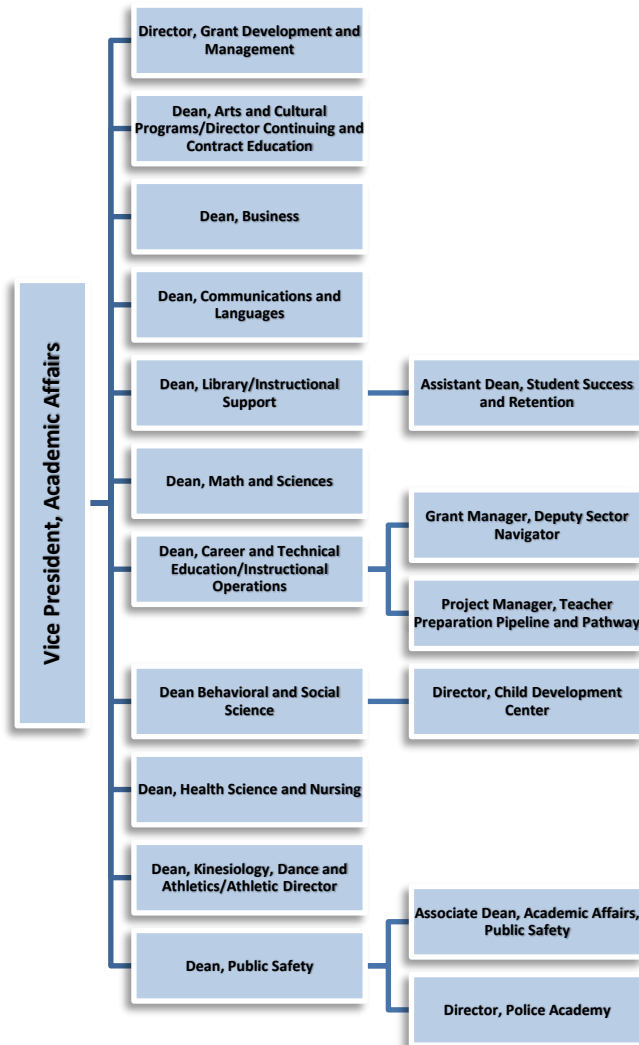 Director, Grant Development and
Management
Dean, Arts and Cultural
Programs/Director Continuing and
Contract Education
Dean, Business
Dean, Communications and
Languages
Vice President, Academic Affairs
Dean, Library/Instructional
Support
Assistant Dean, Student Success
and Retention
Dean, Math and Sciences
Dean, Career and Technical
Education/Instructional
Operations
Grant Manager, Deputy Sector
Navigator
Project Manager, Teacher
Preparation Pipeline and Pathway
Dean Behavioral and Social
Science
Director, Child Development
Center
Dean, Health Science and Nursing
Dean, Kinesiology, Dance and
Athletics/Athletic Director
Dean, Public Safety
Associate Dean, Academic Affairs,
Public Safety
Director, Police Academy